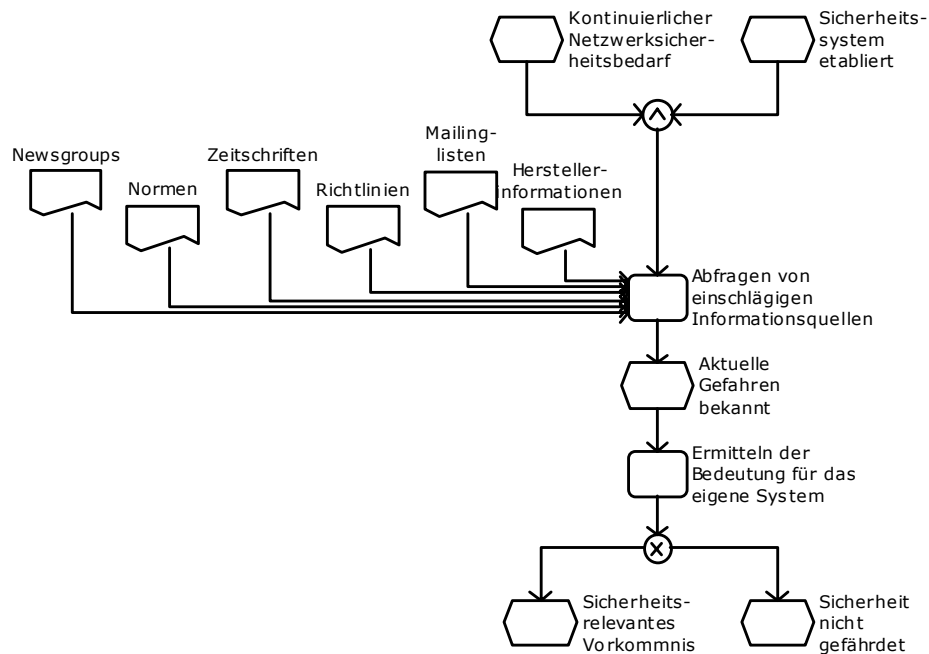 Kontinuierlicher
Netzwerksicher-
heitsbedarf
Sicherheits-
system
etabliert
Newsgroups
Normen
Zeitschriften
Richtlinien
Mailing-
listen
Hersteller-
informationen
Abfragen von
einschlägigen
Informationsquellen
Aktuelle
Gefahren
bekannt
Ermitteln der
Bedeutung für das
eigene System
X
Sicherheits-
relevantes
Vorkommnis
Sicherheit
nicht
gefährdet